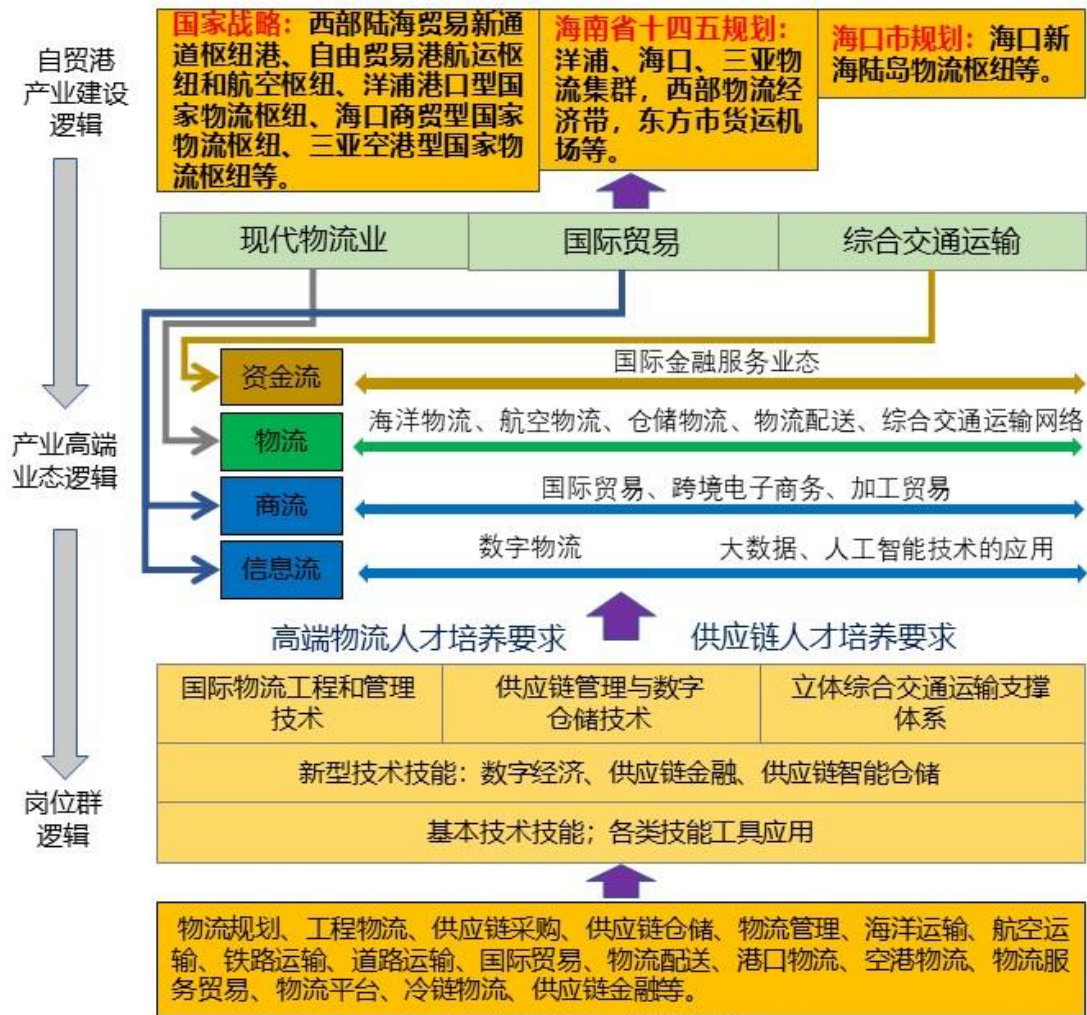 自贸港
产业建设
逻辑
国家战略：西部陆海贸易新通
道枢纽港、自由贸易港航运枢
纽和航空枢纽、洋浦港口型国
家物流枢纽、海口商贸型国家
物流枢纽、三亚空港型国家物
流枢纽等。
海南省十四五规划：
洋浦、海口、三亚物
流集群，西部物流经
济带，东方市货运机
场等。
海口市规划：海口新
海陆岛物流枢纽等。
现代物流业
国际贸易
综合交通运输
产业高端
业态逻辑
资金流
国际金融服务业态
物流
海洋物流、航空物流、仓储物流、物流配送、综合交通运输网络
商流
国际贸易、跨境电子商务、加工贸易
信息流
数字物流
大数据、人工智能技术的应用
高端物流人才培养要求
供应链人才培养要求
岗位群
逻辑
国际物流工程和管理
技术
供应链管理与数字
仓储技术
立体综合交通运输支撑
体系
新型技术技能：数字经济、供应链金融、供应链智能仓储
基本技术技能；各类技能工具应用
物流规划、工程物流、供应链采购、供应链仓储、物流管理、海洋运输、航空运
输、铁路运输、道路运输、国际贸易、物流配送、港口物流、空港物流、物流服
务贸易、物流平台、冷链物流、供应链金融等。